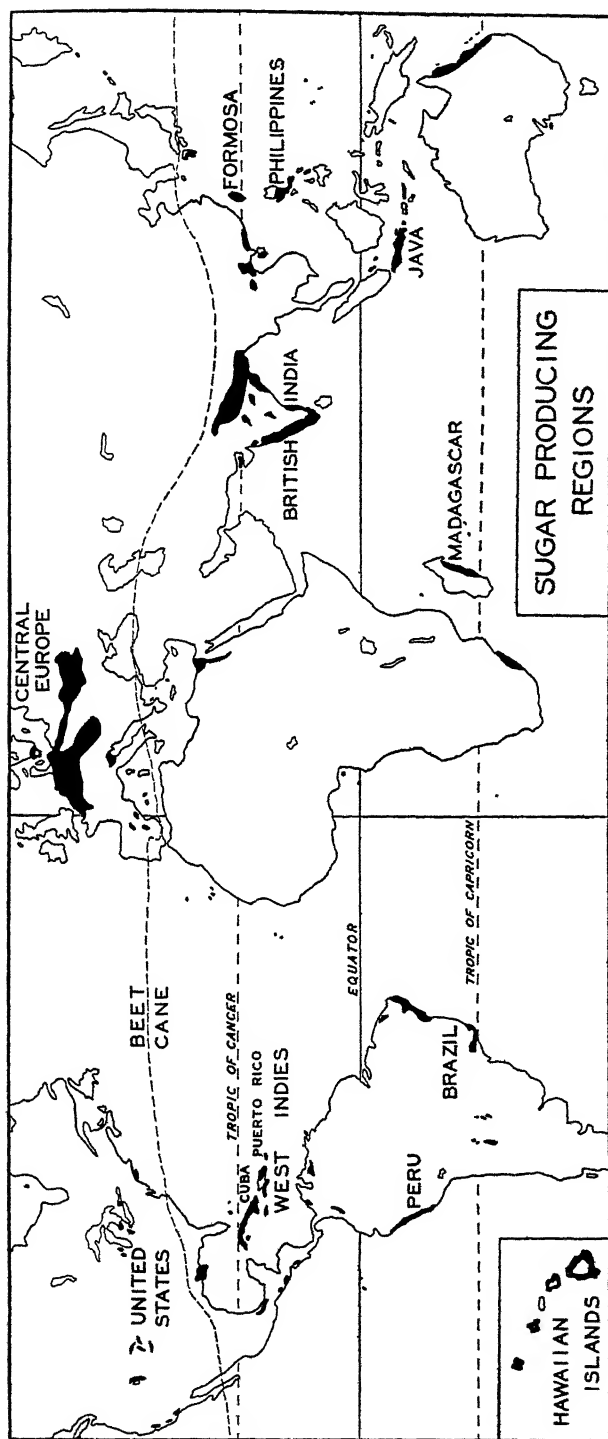 CENTRAL
EUROPE
UNITED
STATES
BEET
CANE
FORMOSA
PHILIPPINES
TROPIC OF CANCER
CUBA
PUERTO RICO
WEST INDIES
BRITISH INDIA
EQUATOR
JAVA
PERU
BRAZIL
MADAGASCAR
TROPIC OF CAPRICORN
HAWAIIAN
ISLANDS
SUGAR PRODUCING
REGIONS